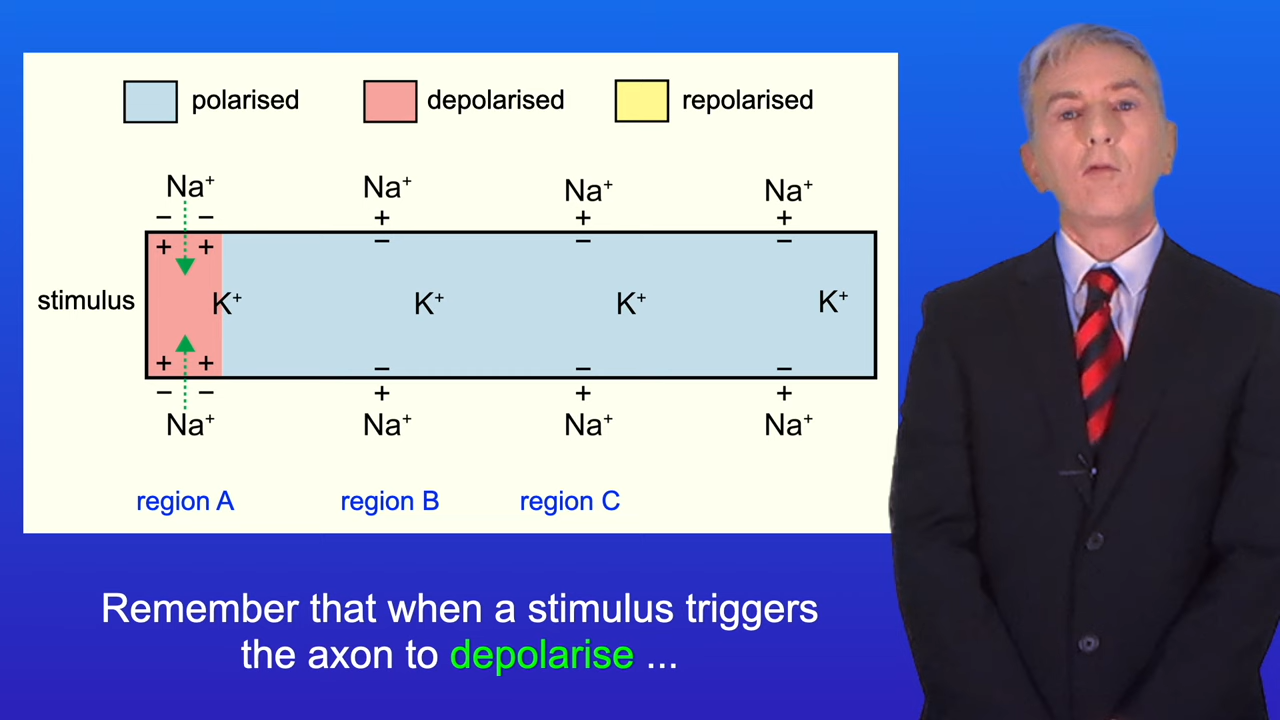 polarised depolarised repolarised
Na⁺ Na⁺ Na⁺ Na⁺
− − + + +
+ + − − −
stimulus K⁺ K⁺ K⁺ K⁺
+ + − − −
− − + + +
Na⁺ Na⁺ Na⁺ Na⁺
region A region B region C
Remember that when a stimulus triggers
the axon to depolarise ...